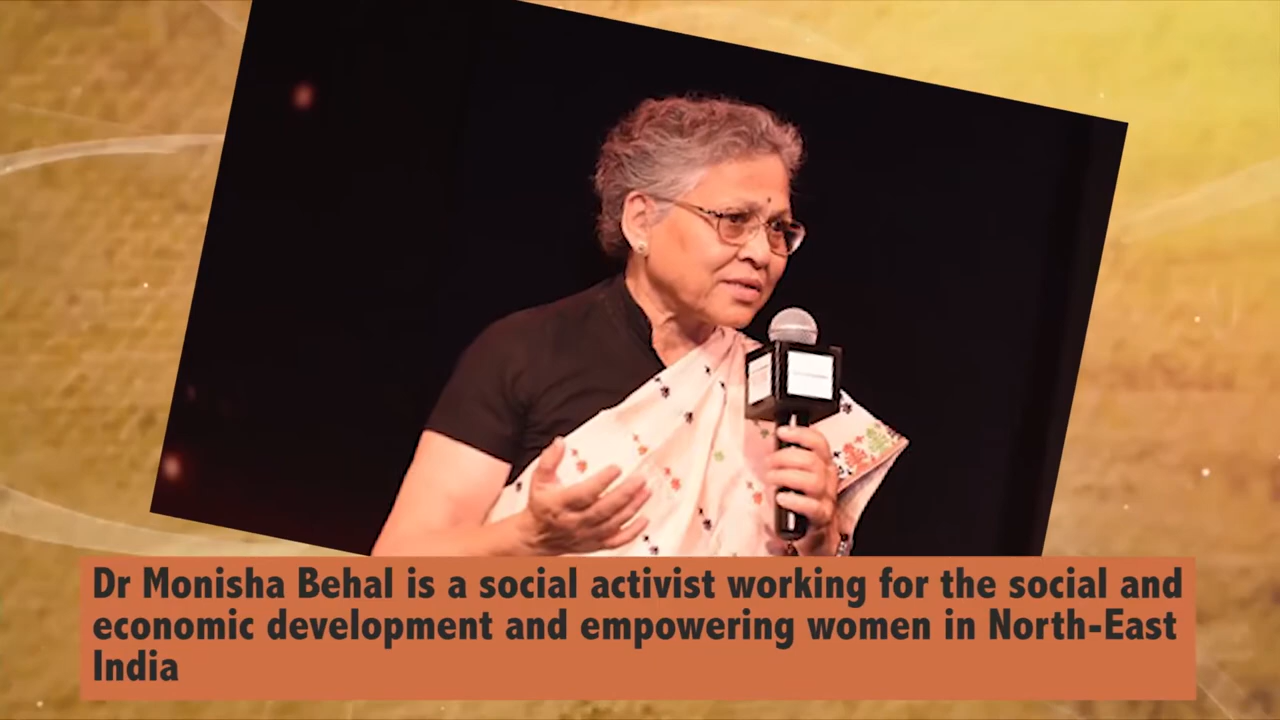 Dr Monisha Behal is a social activist working for the social and
economic development and empowering women in North-East
India